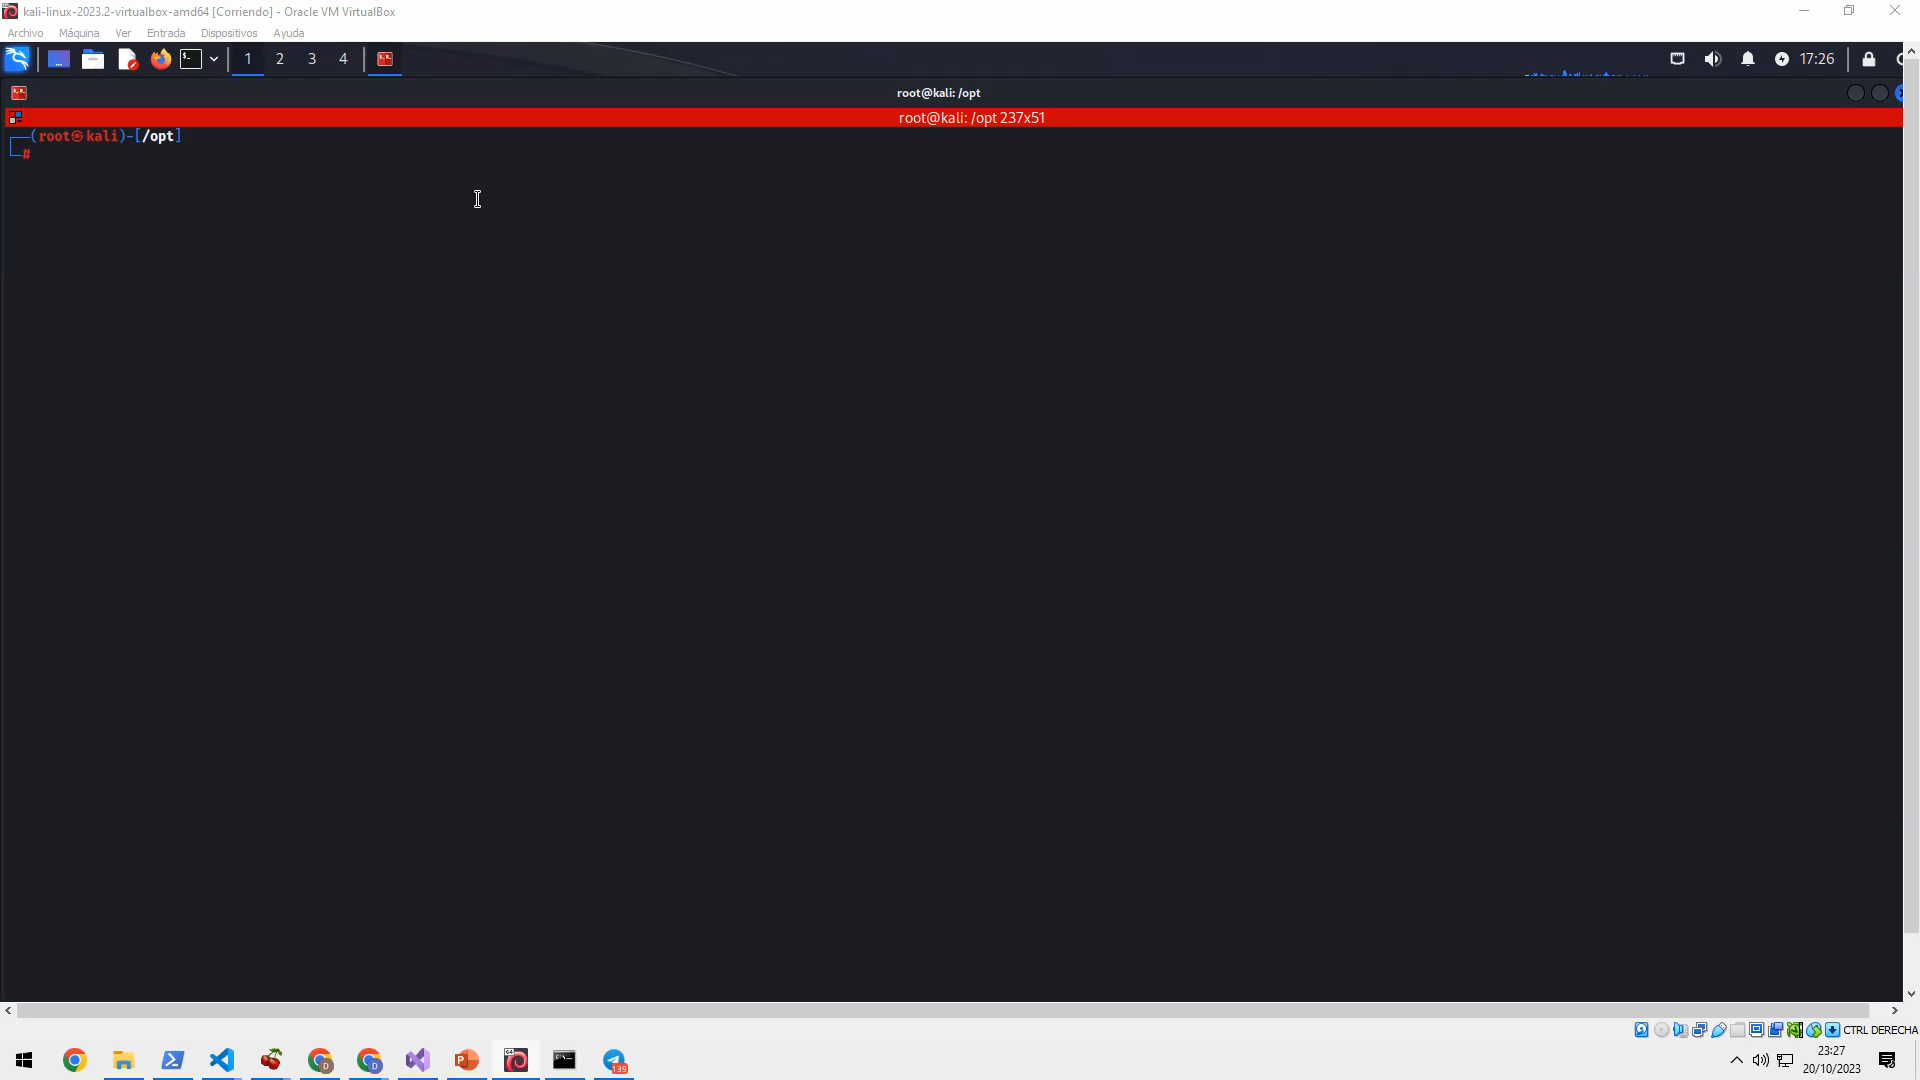 kali-linux-2023.2-virtualbox-amd64 [Corriendo] - Oracle VM VirtualBox
Archivo Máquina Ver Entrada Dispositivos Ayuda
1 2 3 4 17:26
root@kali: /opt
root@kali: /opt 237x51
(root㉿kali)-[/opt]
#
CTRL DERECHA
139
23:27
20/10/2023